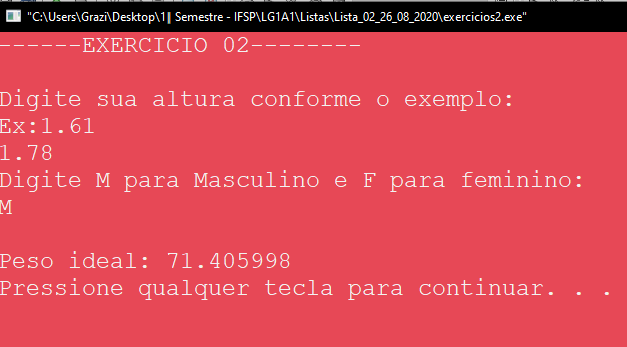 "C:\Users\Grazi\Desktop\1‖ Semestre - IFSP\LG1A1\Listas\Lista_02_26_08_2020\exercicios2.exe"
------EXERCICIO 02--------
Digite sua altura conforme o exemplo:
Ex:1.61
1.78
Digite M para Masculino e F para feminino:
M
Peso ideal: 71.405998
Pressione qualquer tecla para continuar. . .